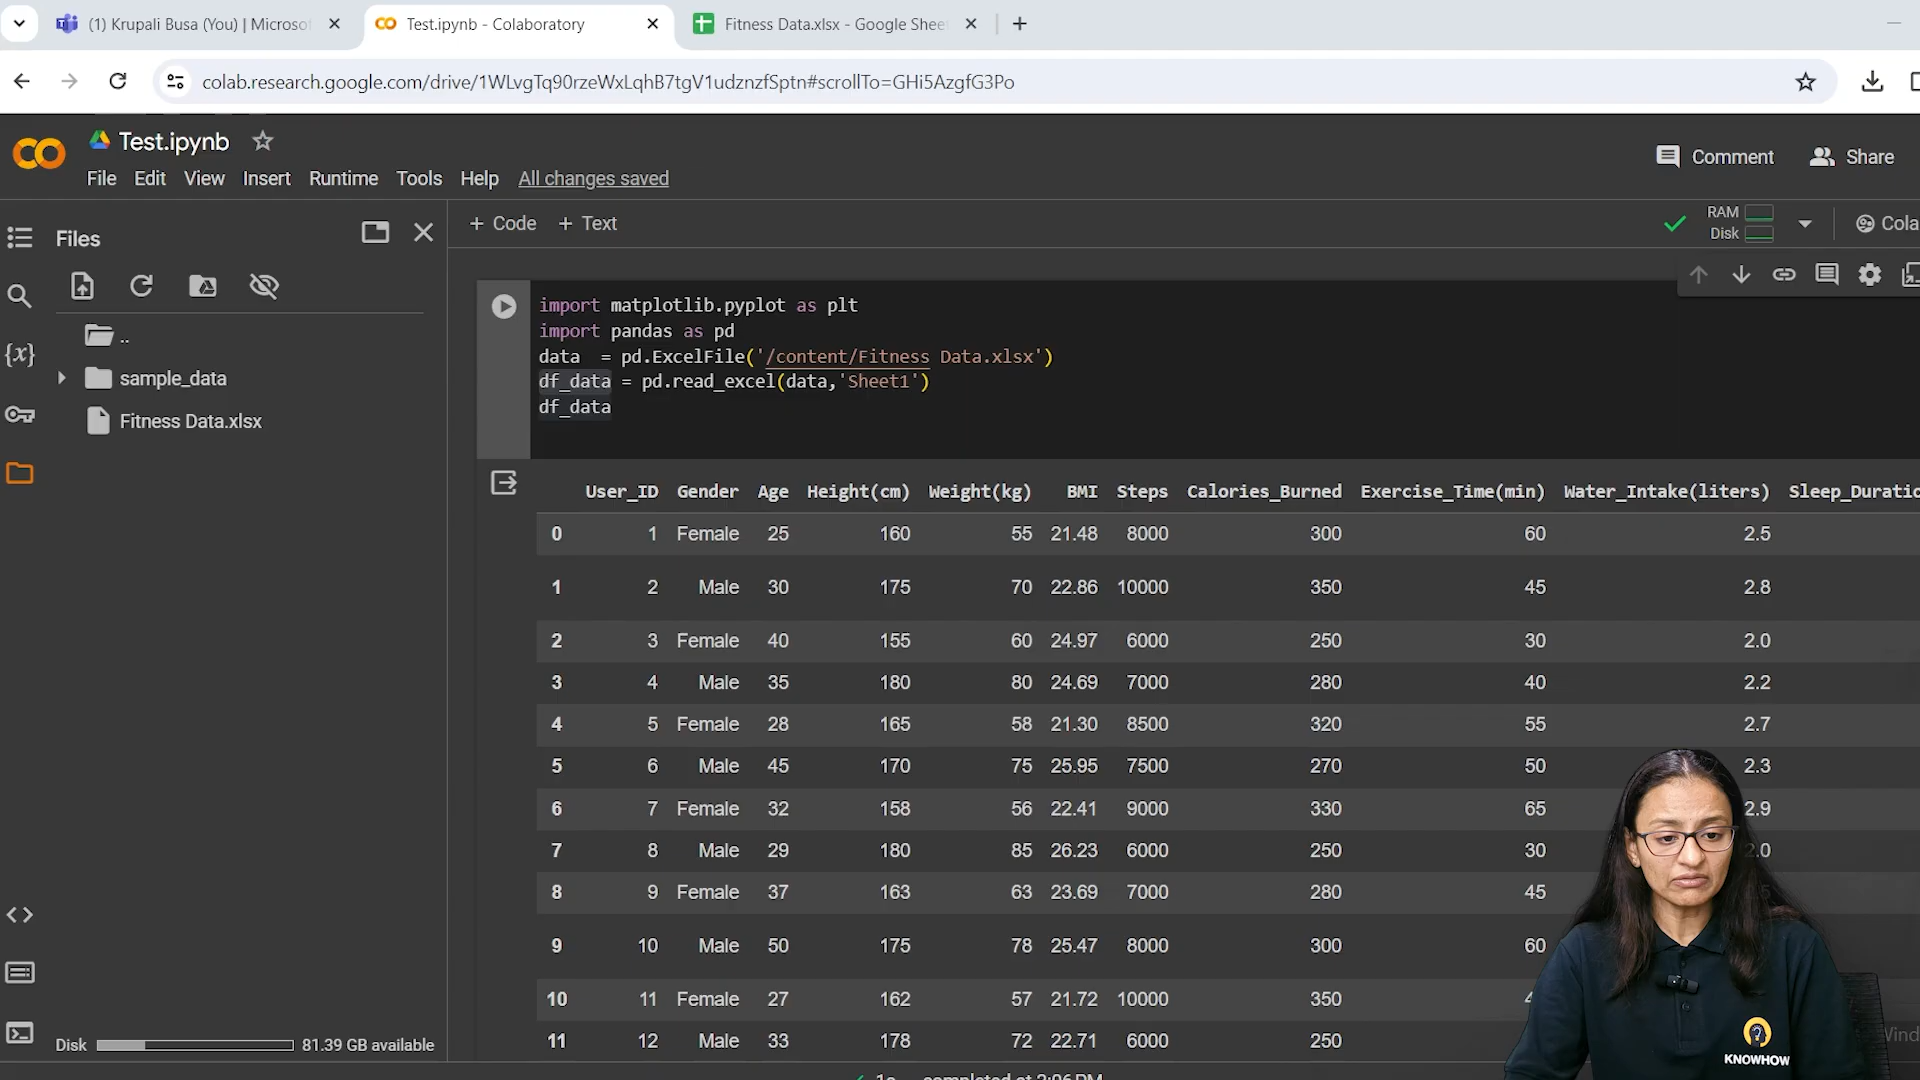 (1) Krupali Busa (You) | Microsof
Test.ipynb - Colaboratory
Fitness Data.xlsx - Google Shee
colab.research.google.com/drive/1WLvgTq90rzeWxLqhB7tgV1udznzfSptn#scrollTo=GHi5AzgfG3Po
Test.ipynb
Comment
Share
File Edit View Insert Runtime Tools Help All changes saved
Files
+ Code + Text
RAM
Disk
Cola
..
sample_data
Fitness Data.xlsx
import matplotlib.pyplot as plt
import pandas as pd
data = pd.ExcelFile('/content/Fitness Data.xlsx')
df_data = pd.read_excel(data,'Sheet1')
df_data
User_ID Gender Age Height(cm) Weight(kg) BMI Steps Calories_Burned Exercise_Time(min) Water_Intake(liters) Sleep_Duratio
0 1 Female 25 160 55 21.48 8000 300 60 2.5
1 2 Male 30 175 70 22.86 10000 350 45 2.8
2 3 Female 40 155 60 24.97 6000 250 30 2.0
3 4 Male 35 180 80 24.69 7000 280 40 2.2
4 5 Female 28 165 58 21.30 8500 320 55 2.7
5 6 Male 45 170 75 25.95 7500 270 50 2.3
6 7 Female 32 158 56 22.41 9000 330 65 2.9
7 8 Male 29 180 85 26.23 6000 250 30 2.0
8 9 Female 37 163 63 23.69 7000 280 45
9 10 Male 50 175 78 25.47 8000 300 60
10 11 Female 27 162 57 21.72 10000 350
11 12 Male 33 178 72 22.71 6000 250
Disk 81.39 GB available
KNOWHOW